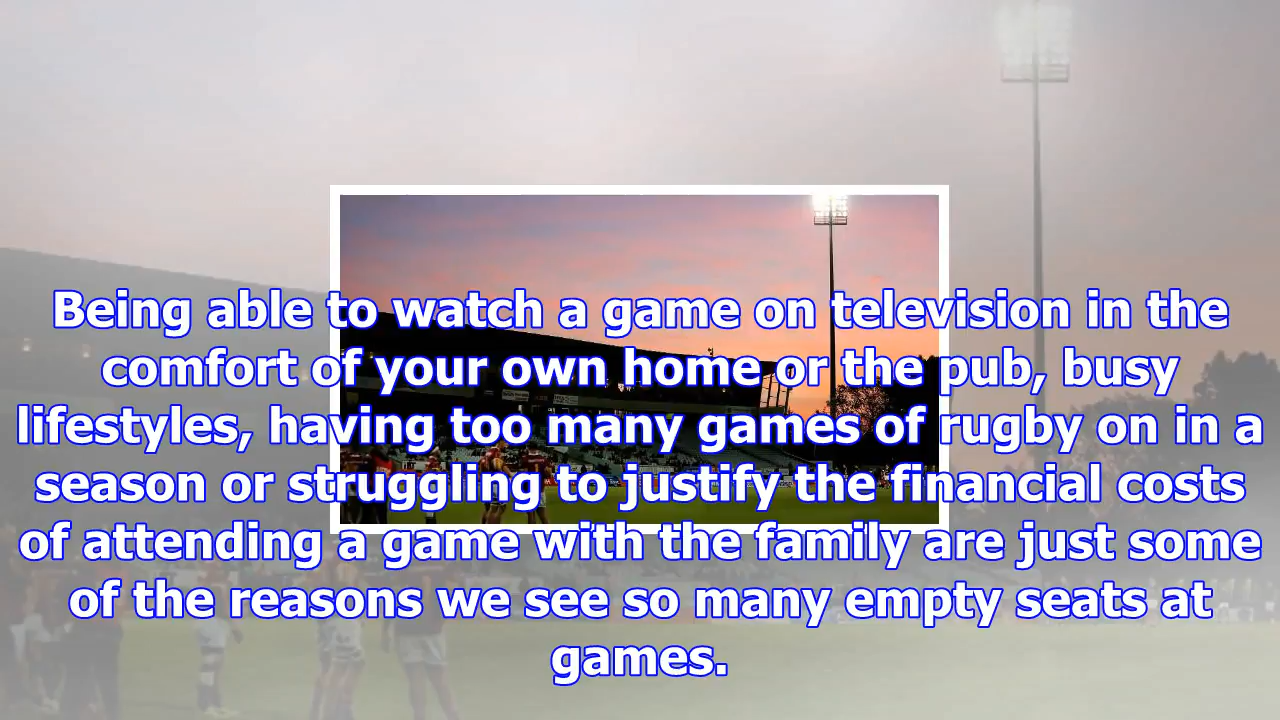 Being able to watch a game on television in the
comfort of your own home or the pub, busy
lifestyles, having too many games of rugby on in a
season or struggling to justify the financial costs
of attending a game with the family are just some
of the reasons we see so many empty seats at
games.